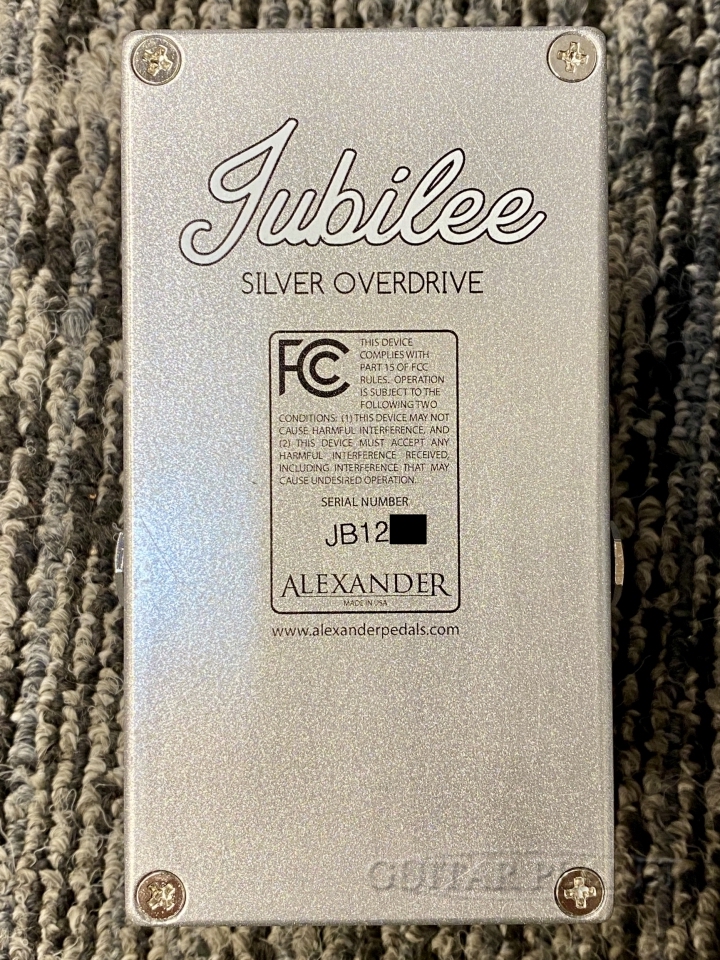 Jubilee
SILVER OVERDRIVE
FCC
THIS DEVICE
COMPLIES WITH
PART 15 OF FCC
RULES. OPERATION
IS SUBJECT TO THE
FOLLOWING TWO
CONDITIONS: (1) THIS DEVICE MAY NOT
CAUSE HARMFUL INTERFERENCE, AND
(2) THIS DEVICE MUST ACCEPT ANY
HARMFUL INTERFERENCE RECEIVED,
INCLUDING INTERFERENCE THAT MAY
CAUSE UNDESIRED OPERATION.
SERIAL NUMBER
JB12
ALEXANDER
MADE IN USA
www.alexanderpedals.com
GUITAR